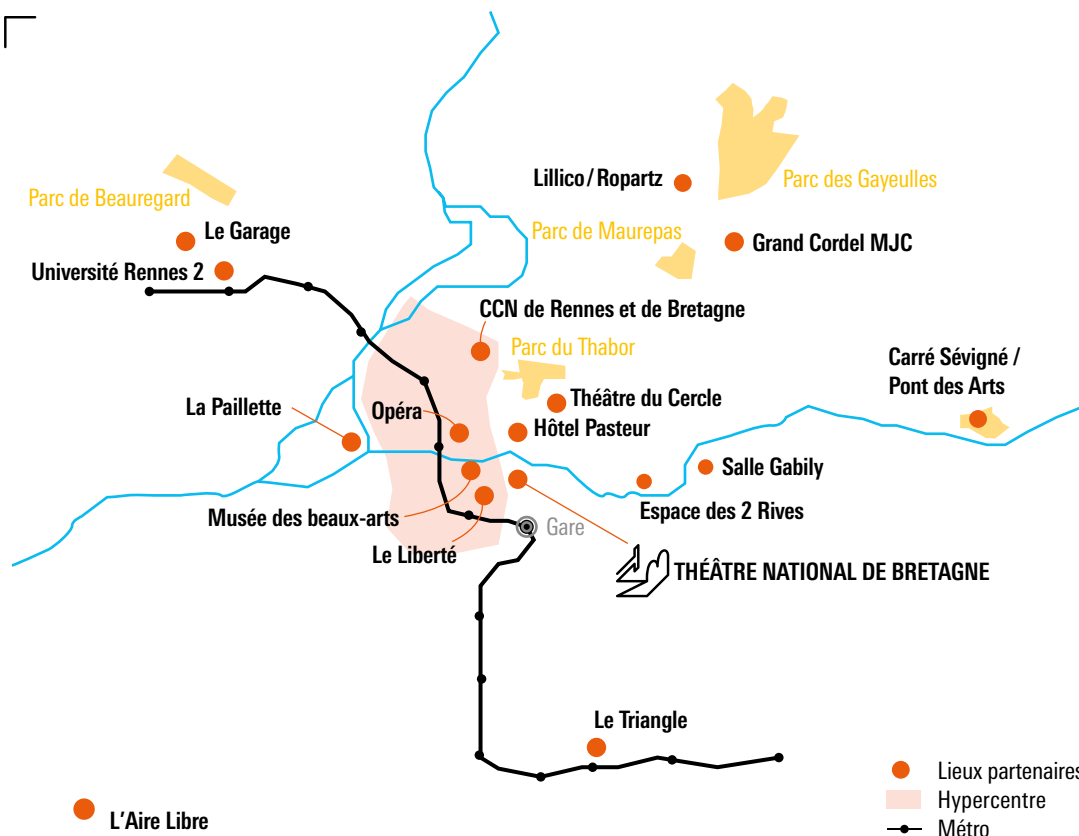 Parc de Beauregard
Le Garage
Université Rennes 2
Lillico / Ropartz
Parc des Gayeulles
Parc de Maurepas
Grand Cordel MJC
CCN de Rennes et de Bretagne
Parc du Thabor
Carré Sévigné /
Pont des Arts
La Paillette
Opéra
Théâtre du Cercle
Hôtel Pasteur
Salle Gabily
Espace des 2 Rives
Musée des beaux-arts
Le Liberté
Gare
THÉÂTRE NATIONAL DE BRETAGNE
Le Triangle
L'Aire Libre
Lieux partenaires
Hypercentre
Métro